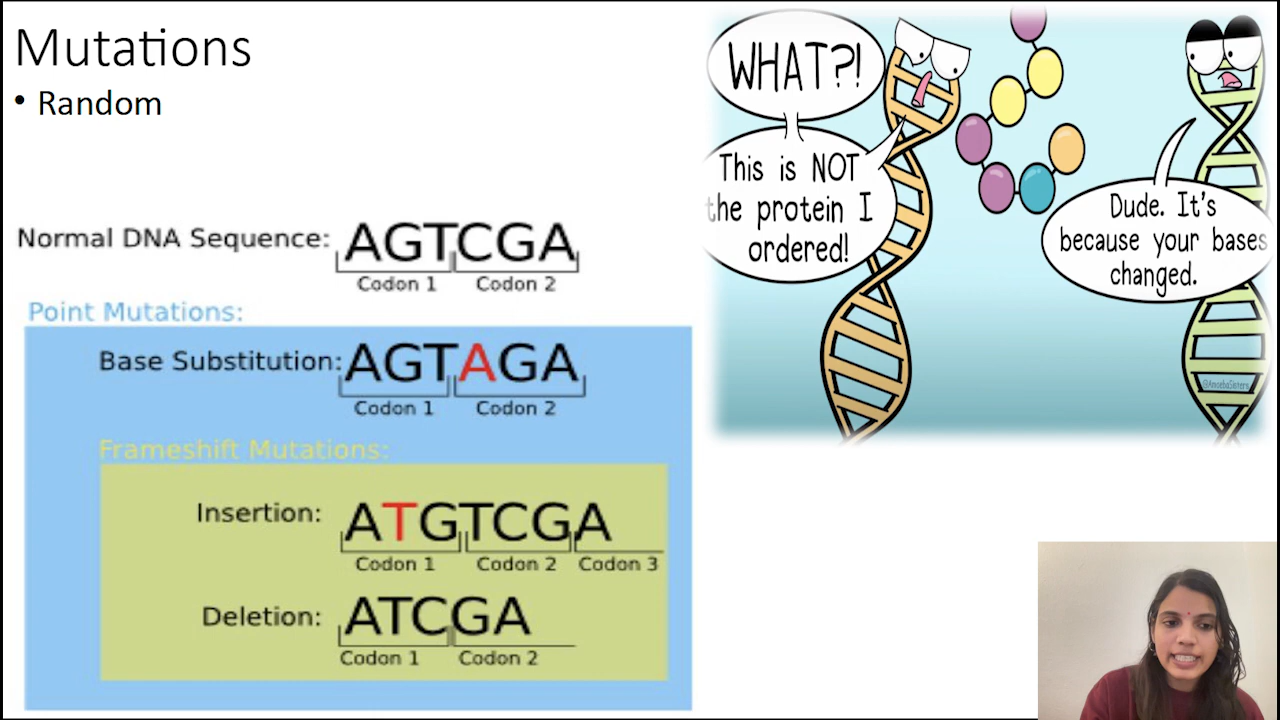 Mutations
• Random
Normal DNA Sequence: AGTCGA
Codon 1 Codon 2
Point Mutations:
Base Substitution: AGTAGA
Codon 1 Codon 2
Frameshift Mutations:
Insertion: ATGTCGA
Codon 1 Codon 2 Codon 3
Deletion: ATCGA
Codon 1 Codon 2
WHAT?!
This is NOT
the protein I
ordered!
Dude. It's
because your bases
changed.
@AmoebaSisters